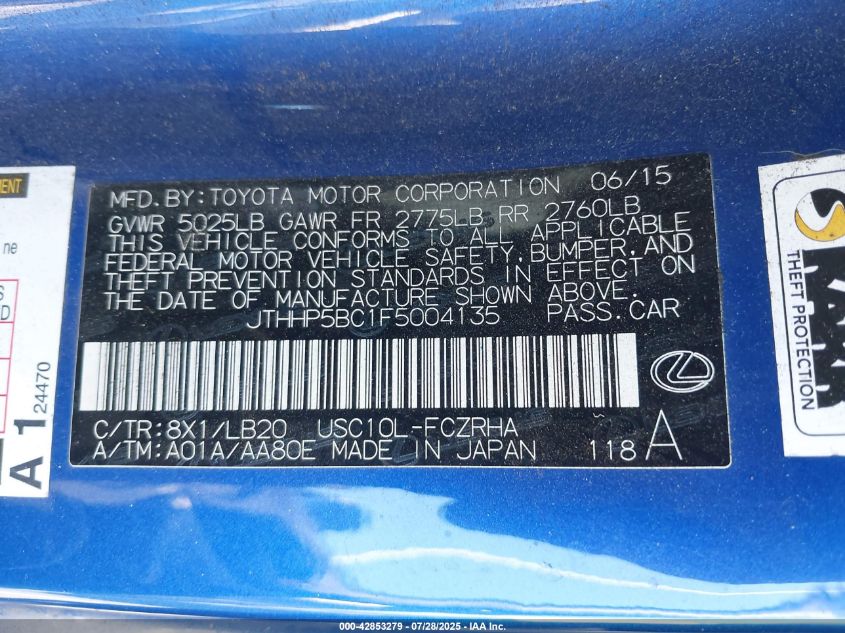 MFD. BY: TOYOTA MOTOR CORPORATION 06/15
GVWR 5025LB GAWR FR 2775LB RR 2760LB
THIS VEHICLE CONFORMS TO ALL APPLICABLE
FEDERAL MOTOR VEHICLE SAFETY, BUMPER, AND
THEFT PREVENTION STANDARDS IN EFFECT ON
THE DATE OF MANUFACTURE SHOWN ABOVE.
JTHHP5BC1F5004135 PASS. CAR
C/TR: 8X1/LB20 USC10L-FCZRHA
A/TM: A01A/AA80E MADE IN JAPAN 118 A
ne
A 1 24470
THEFT PROTECTION
000-42853279 - 07/28/2025 - IAA, Inc.